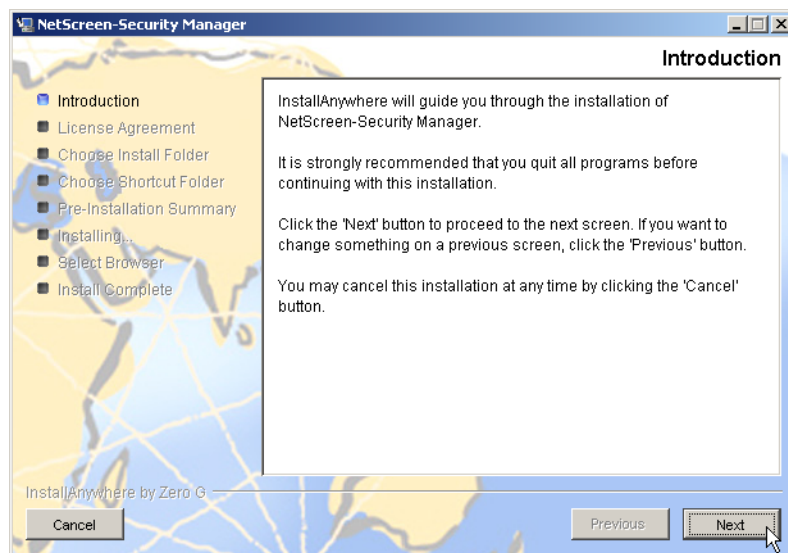 NetScreen-Security Manager
Introduction
Introduction
License Agreement
Choose Install Folder
Choose Shortcut Folder
Pre-Installation Summary
Installing...
Select Browser
Install Complete
InstallAnywhere will guide you through the installation of
NetScreen-Security Manager.
It is strongly recommended that you quit all programs before
continuing with this installation.
Click the 'Next' button to proceed to the next screen. If you want to
change something on a previous screen, click the 'Previous' button.
You may cancel this installation at any time by clicking the 'Cancel'
button.
InstallAnywhere by Zero G
Cancel
Previous
Next